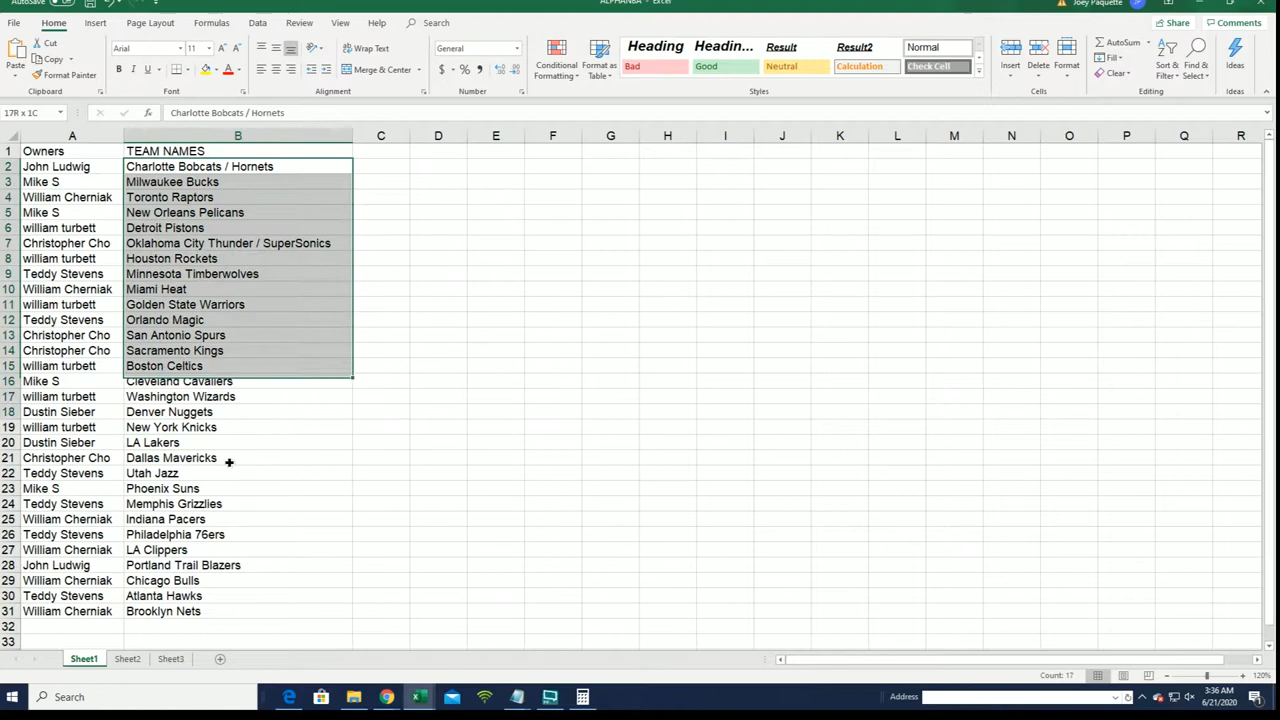 AutoSave Off ALPHANBA - Excel Joey Paquette JP
File Home Insert Page Layout Formulas Data Review View Help Search Share Comments
Paste Cut Copy Format Painter Clipboard
Arial 11 A A B I U A Font
Wrap Text Merge & Center Alignment
General $ % , Number
Conditional Formatting Format as Table
Heading Headin... Result Result2 Normal
Bad Good Neutral Calculation Check Cell
Styles
Insert Delete Format Cells
AutoSum Fill Clear Sort & Filter Find & Select Editing
Ideas Ideas
17R x 1C fx Charlotte Bobcats / Hornets
A B C D E F G H I J K L M N O P Q R
1 Owners TEAM NAMES
2 John Ludwig Charlotte Bobcats / Hornets
3 Mike S Milwaukee Bucks
4 William Cherniak Toronto Raptors
5 Mike S New Orleans Pelicans
6 william turbett Detroit Pistons
7 Christopher Cho Oklahoma City Thunder / SuperSonics
8 william turbett Houston Rockets
9 Teddy Stevens Minnesota Timberwolves
10 William Cherniak Miami Heat
11 william turbett Golden State Warriors
12 Teddy Stevens Orlando Magic
13 Christopher Cho San Antonio Spurs
14 Christopher Cho Sacramento Kings
15 william turbett Boston Celtics
16 Mike S Cleveland Cavaliers
17 william turbett Washington Wizards
18 Dustin Sieber Denver Nuggets
19 william turbett New York Knicks
20 Dustin Sieber LA Lakers
21 Christopher Cho Dallas Mavericks
22 Teddy Stevens Utah Jazz
23 Mike S Phoenix Suns
24 Teddy Stevens Memphis Grizzlies
25 William Cherniak Indiana Pacers
26 Teddy Stevens Philadelphia 76ers
27 William Cherniak LA Clippers
28 John Ludwig Portland Trail Blazers
29 William Cherniak Chicago Bulls
30 Teddy Stevens Atlanta Hawks
31 William Cherniak Brooklyn Nets
32
33
Sheet1 Sheet2 Sheet3
Count: 17 120%
Search Address 3:36 AM
6/21/2020